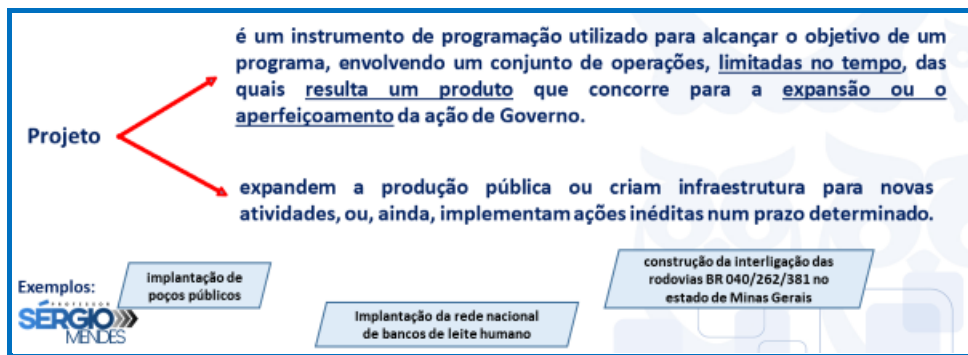 é um instrumento de programação utilizado para alcançar o objetivo de um
programa, envolvendo um conjunto de operações, limitadas no tempo, das
quais resulta um produto que concorre para a expansão ou o
aperfeiçoamento da ação de Governo.
Projeto
expandem a produção pública ou criam infraestrutura para novas
atividades, ou, ainda, implementam ações inéditas num prazo determinado.
Exemplos:
implantação de
poços públicos
Implantação da rede nacional
de bancos de leite humano
construção da interligação das
rodovias BR 040/262/381 no
estado de Minas Gerais
PROFESSOR
SÉRGIO
MENDES